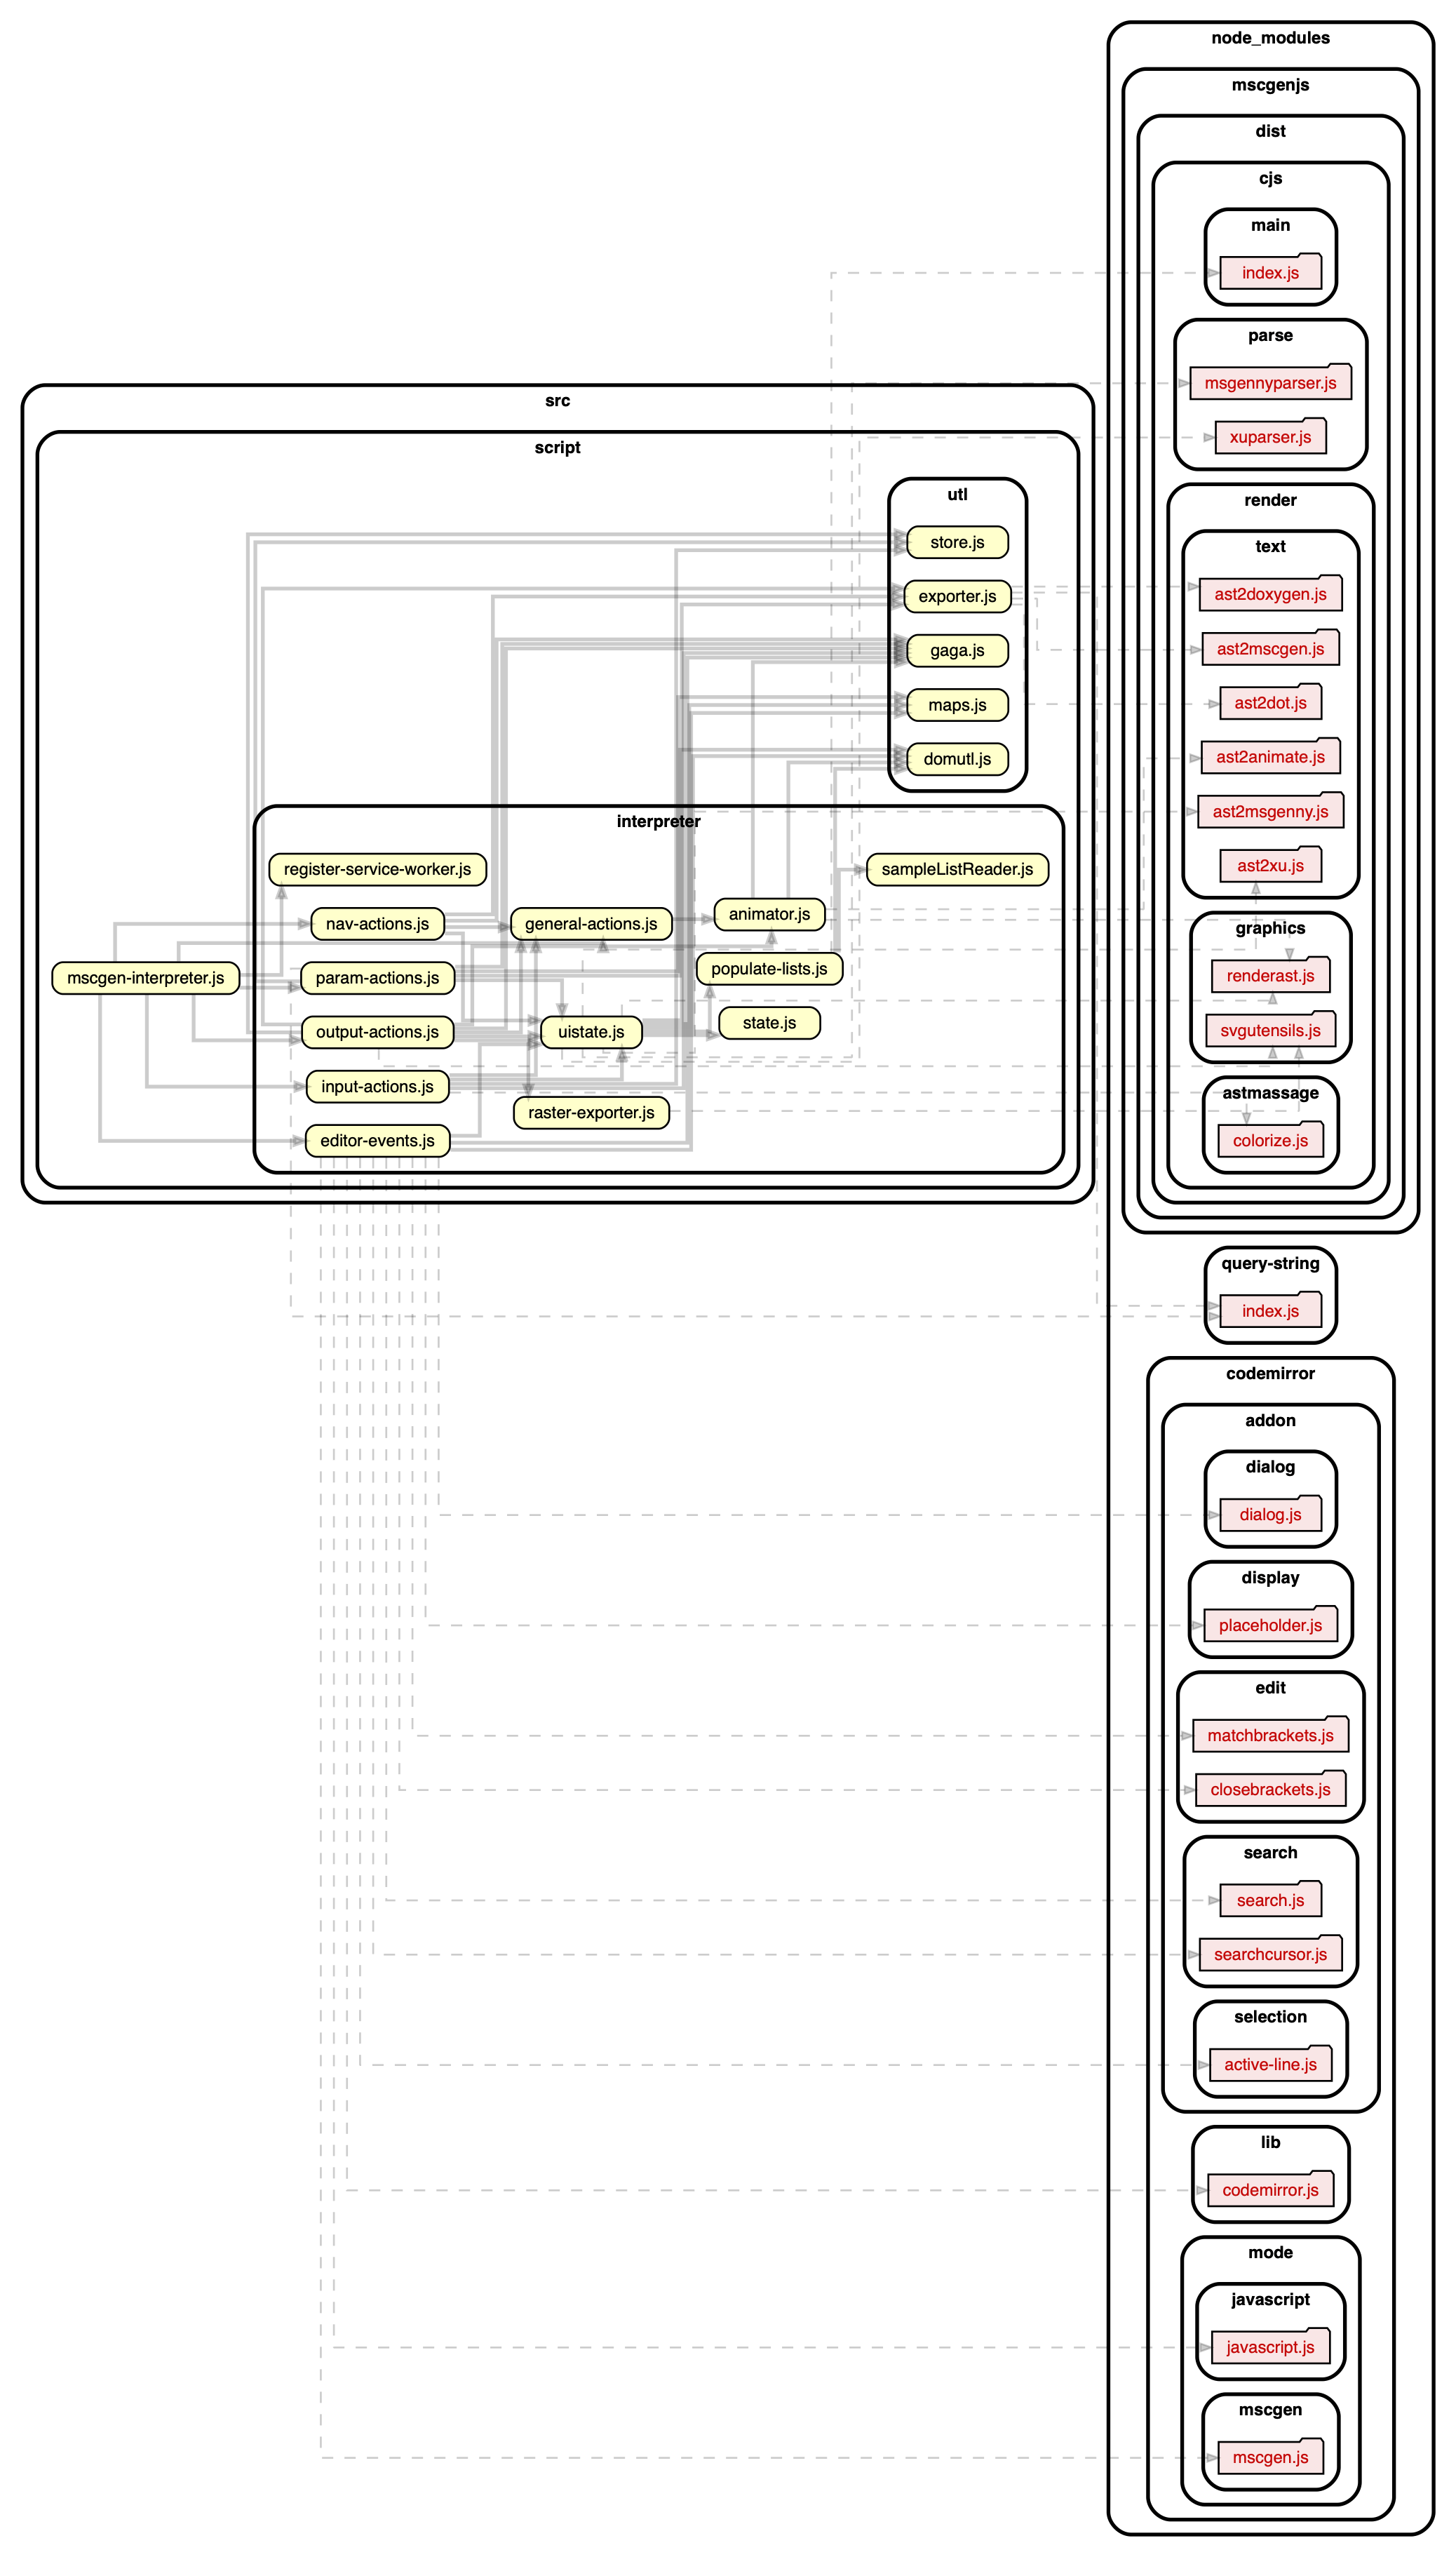 node_modules
mscgenjs
dist
cjs
main
index.js
parse
msgennyparser.js
xuparser.js
render
text
ast2doxygen.js
ast2mscgen.js
ast2dot.js
ast2animate.js
ast2msgenny.js
ast2xu.js
graphics
renderast.js
svgutensils.js
astmassage
colorize.js
query-string
index.js
codemirror
addon
dialog
dialog.js
display
placeholder.js
edit
matchbrackets.js
closebrackets.js
search
search.js
searchcursor.js
selection
active-line.js
lib
codemirror.js
mode
javascript
javascript.js
mscgen
mscgen.js
src
script
utl
store.js
exporter.js
gaga.js
maps.js
domutl.js
interpreter
register-service-worker.js
sampleListReader.js
nav-actions.js
general-actions.js
animator.js
mscgen-interpreter.js
param-actions.js
populate-lists.js
output-actions.js
uistate.js
state.js
input-actions.js
raster-exporter.js
editor-events.js